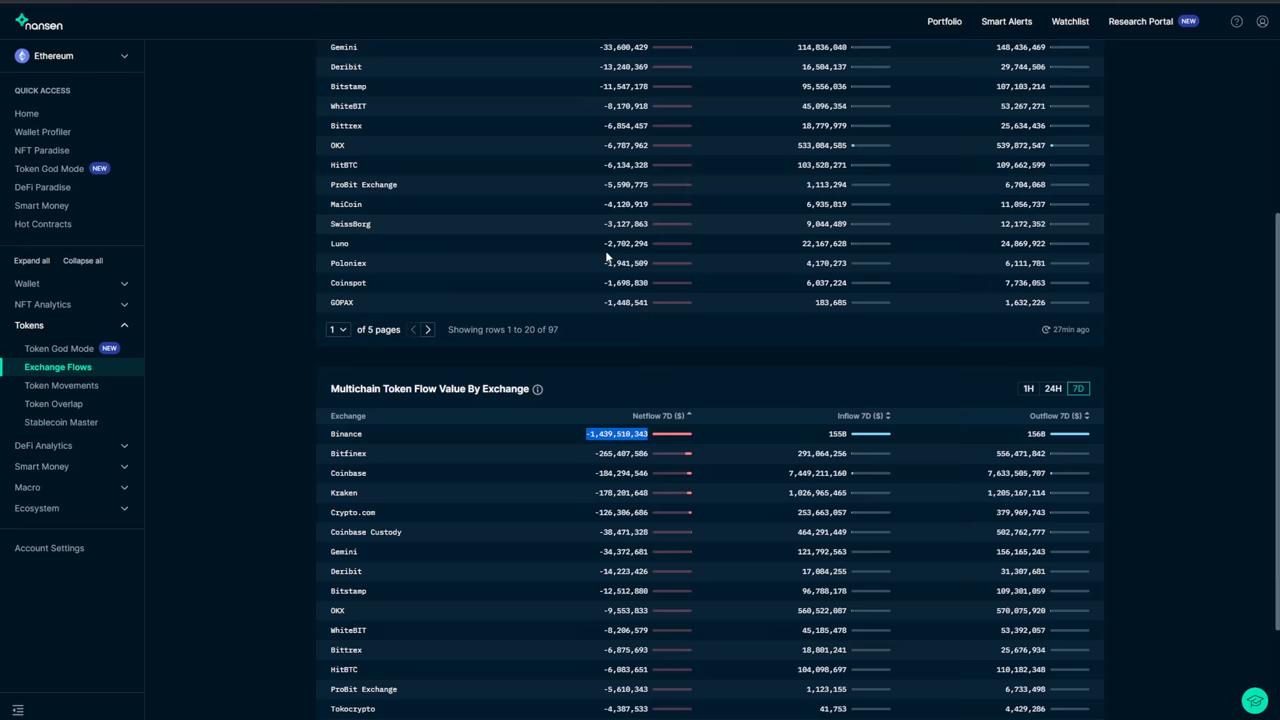 nansen
Portfolio Smart Alerts Watchlist Research Portal NEW
Ethereum
QUICK ACCESS
Home
Wallet Profiler
NFT Paradise
Token God Mode NEW
DeFi Paradise
Smart Money
Hot Contracts
Expand all Collapse all
Wallet
NFT Analytics
Tokens
Token God Mode NEW
Exchange Flows
Token Movements
Token Overlap
Stablecoin Master
DeFi Analytics
Smart Money
Macro
Ecosystem
Account Settings
Gemini -33,600,429 114,836,040 148,436,469
Deribit -13,240,369 16,504,137 29,744,506
Bitstamp -11,547,178 95,556,036 107,103,214
WhiteBIT -8,170,918 45,096,354 53,267,271
Bittrex -6,854,457 18,779,979 25,634,436
OKX -6,787,962 533,084,585 539,872,547
HitBTC -6,134,328 103,528,271 109,662,599
ProBit Exchange -5,590,775 1,113,294 6,704,068
MaiCoin -4,120,919 6,935,819 11,056,737
SwissBorg -3,127,863 9,044,489 12,172,352
Luno -2,702,294 22,167,628 24,869,922
Poloniex -1,941,509 4,170,273 6,111,781
Coinspot -1,698,830 6,037,224 7,736,053
GOPAX -1,448,541 183,685 1,632,226
1 of 5 pages Showing rows 1 to 20 of 97 27min ago
Multichain Token Flow Value By Exchange 1H 24H 7D
Exchange Netflow 7D ($) Inflow 7D ($) Outflow 7D ($)
Binance -1,439,510,343 155B 156B
Bitfinex -265,407,586 291,064,256 556,471,842
Coinbase -184,294,546 7,449,211,160 7,633,505,707
Kraken -178,201,648 1,026,965,465 1,205,167,114
Crypto.com -126,306,686 253,663,057 379,969,743
Coinbase Custody -38,471,328 464,291,449 502,762,777
Gemini -34,372,681 121,792,563 156,165,243
Deribit -14,223,426 17,084,255 31,307,681
Bitstamp -12,512,880 96,788,178 109,301,059
OKX -9,553,833 560,522,087 570,075,920
WhiteBIT -8,206,579 45,185,478 53,392,057
Bittrex -6,875,693 18,801,241 25,676,934
HitBTC -6,083,651 104,098,697 110,182,348
ProBit Exchange -5,610,343 1,123,155 6,733,498
Tokocrypto -4,387,533 41,753 4,429,286